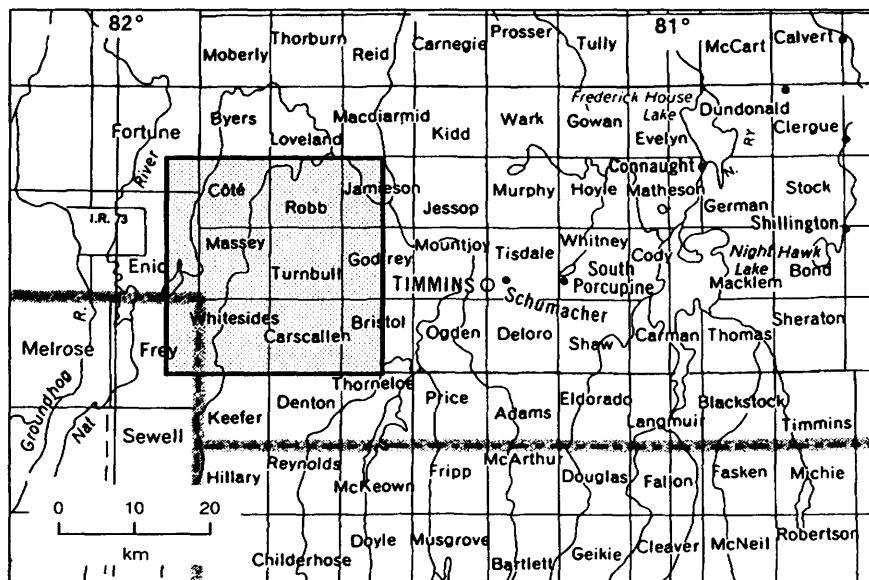 82°
81°
Moberly
Thorburn
Reid
Carnegie
Prosser
Tully
McCart
Calvert
Fortune
Byers
Loveland
Macdiarmid
Kidd
Wark
Gowan
Frederick House
Lake
Evelyn
Dundonald
Clergue
River
RY
N.
Connaught
Côté
Robb
Jamieson
Jessop
Murphy
Hoyle
Matheson
German
Stock
I.R. 73
Shillington
Massey
Godfrey
Mountjoy
Tisdale
Whitney
Cody
Night Hawk
Lake
Bond
Enid
Turnbull
TIMMINS
Schumacher
South
Porcupine
Macklem
R.
Whitesides
Carscallen
Bristol
Ogden
Deloro
Shaw
Carman
Thomas
Sheraton
Melrose
Frey
Groundhog
Nat
Thorneloe
Keefer
Denton
Price
Adams
Eldorado
Langmuir
Blackstock
Timmins
Sewell
Hillary
Reynolds
McKeown
Fripp
McArthur
Douglas
Fallon
Fasken
Michie
0 10 20
km
Childerhose
Doyle
Musgrove
Bartlett
Geikie
Cleaver
McNeil
Robertson